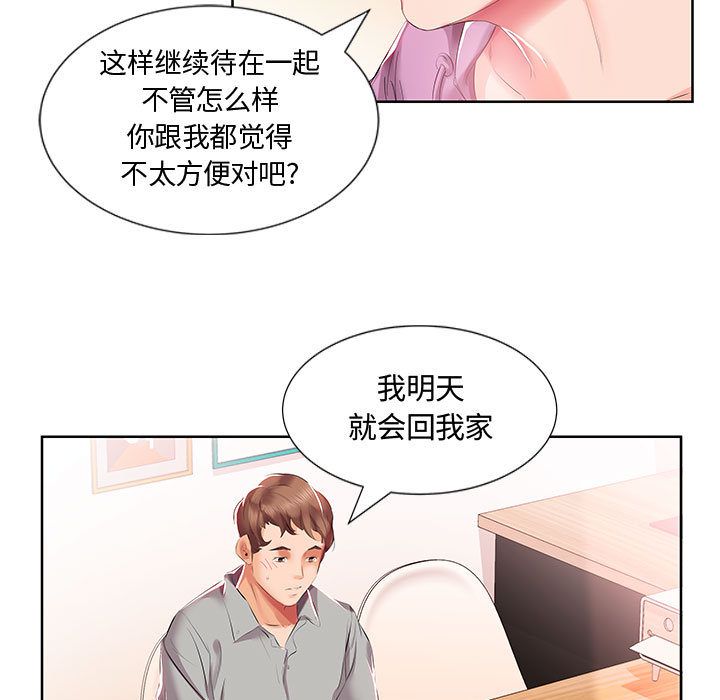 这样继续待在一起
不管怎么样
你跟我都觉得
不太方便对吧?
我明天
就会回我家